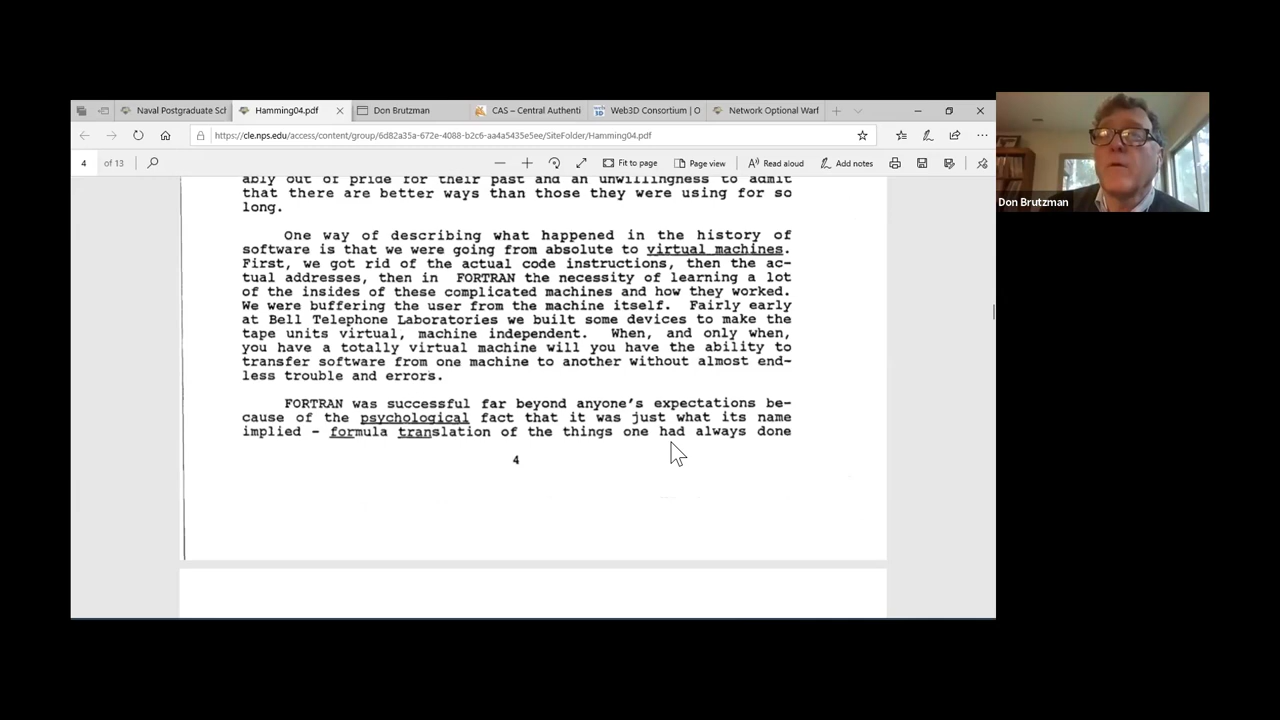 Naval Postgraduate Scl
Hamming04.pdf
Don Brutzman
CAS – Central Authenti
Web3D Consortium | O
Network Optional Warf
https://cle.nps.edu/access/content/group/6d82a35a-672e-4088-b2c6-aa4a5435e5ee/SiteFolder/Hamming04.pdf
4 of 13
Fit to page
Page view
Read aloud
Add notes
ably out of pride for their past and an unwillingness to admit
that there are better ways than those they were using for so
long.
One way of describing what happened in the history of
software is that we were going from absolute to virtual machines.
First, we got rid of the actual code instructions, then the ac-
tual addresses, then in FORTRAN the necessity of learning a lot
of the insides of these complicated machines and how they worked.
We were buffering the user from the machine itself. Fairly early
at Bell Telephone Laboratories we built some devices to make the
tape units virtual, machine independent. When, and only when,
you have a totally virtual machine will you have the ability to
transfer software from one machine to another without almost end-
less trouble and errors.
FORTRAN was successful far beyond anyone's expectations be-
cause of the psychological fact that it was just what its name
implied - formula translation of the things one had always done
4
Don Brutzman